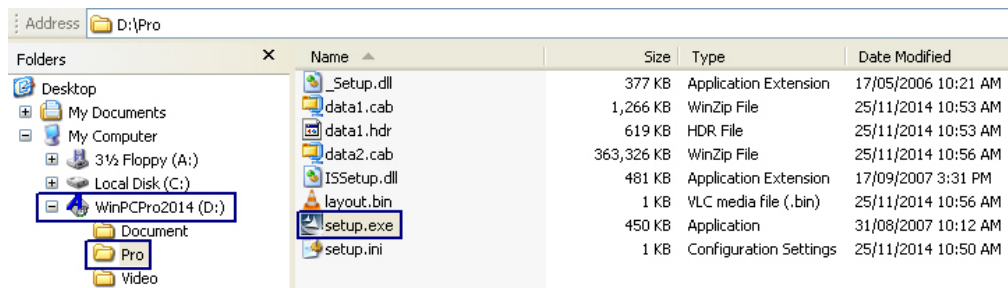 Address D:\Pro
Folders × Name Size Type Date Modified
Desktop
My Documents
My Computer
3½ Floppy (A:)
Local Disk (C:)
WinPCPro2014 (D:)
Document
Pro
Video
_Setup.dll 377 KB Application Extension 17/05/2006 10:21 AM
data1.cab 1,266 KB WinZip File 25/11/2014 10:53 AM
data1.hdr 619 KB HDR File 25/11/2014 10:53 AM
data2.cab 363,326 KB WinZip File 25/11/2014 10:56 AM
ISSetup.dll 481 KB Application Extension 17/09/2007 3:31 PM
layout.bin 1 KB VLC media file (.bin) 25/11/2014 10:56 AM
setup.exe 450 KB Application 31/08/2007 10:12 AM
setup.ini 1 KB Configuration Settings 25/11/2014 10:50 AM